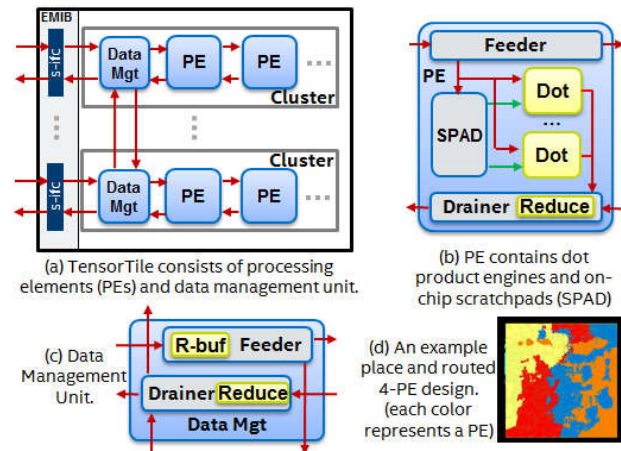 EMIB
s-ifc
Data
Mgt
PE
PE
Cluster
Cluster
s-ifc
Data
Mgt
PE
PE
(a) TensorTile consists of processing
elements (PEs) and data management unit.
Feeder
PE
SPAD
Dot
...
Dot
Drainer Reduce
(b) PE contains dot
product engines and on-
chip scratchpads (SPAD)
(c) Data
Management
Unit.
R-buf Feeder
Drainer Reduce
Data Mgt
(d) An example
place and routed
4-PE design.
(each color
represents a PE)